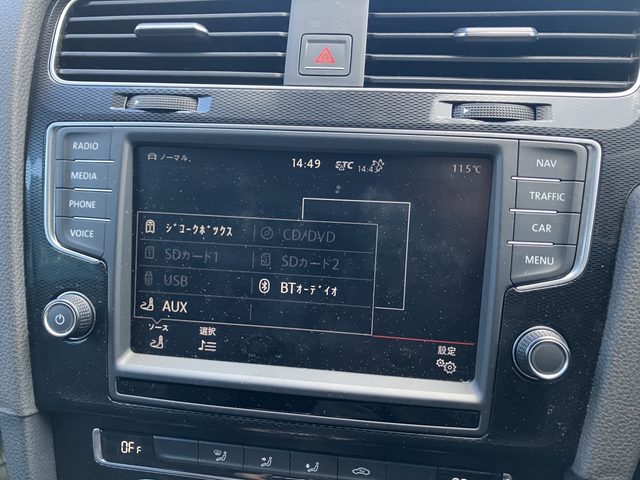 RADIO
MEDIA
PHONE
VOICE
NAV
TRAFFIC
CAR
MENU
ノーマル 14:49 ETC 14:43 11.5℃
ジュークボックス CD/DVD
SDカード1 SDカード2
USB BTオーディオ
AUX
ソース 選択 設定
OFF